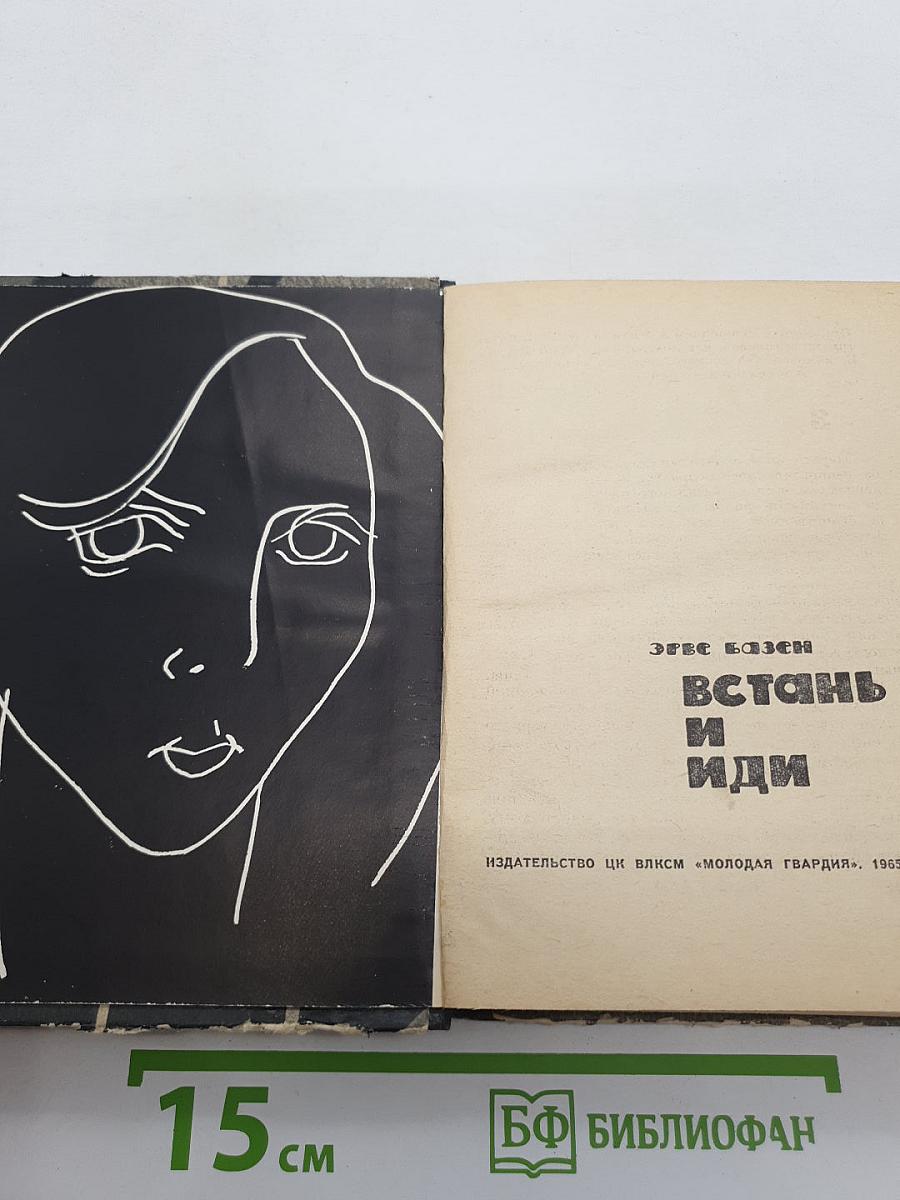 ЭРВЕ БАЗЕН
ВСТАНЬ
И
ИДИ
ИЗДАТЕЛЬСТВО ЦК ВЛКСМ «МОЛОДАЯ ГВАРДИЯ». 1965
15 см
БФ БИБЛИОФАН